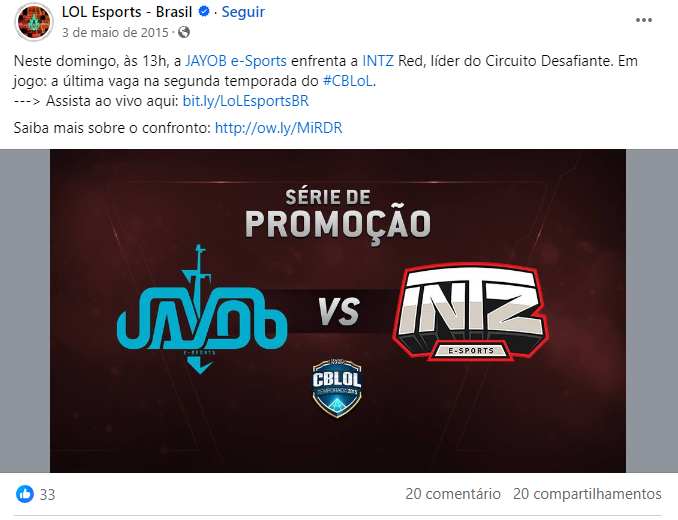 LOL Esports - Brasil · Seguir
3 de maio de 2015 ·
Neste domingo, às 13h, a JAYOB e-Sports enfrenta a INTZ Red, líder do Circuito Desafiante. Em
jogo: a última vaga na segunda temporada do #CBLoL.
---> Assista ao vivo aqui: bit.ly/LoLEsportsBR
Saiba mais sobre o confronto: http://ow.ly/MiRDR
SÉRIE DE
PROMOÇÃO
JAYOb
E-SPORTS
VS
INTZ
E-SPORTS
CBLOL
TEMPORADA 2015
33
20 comentário 20 compartilhamentos